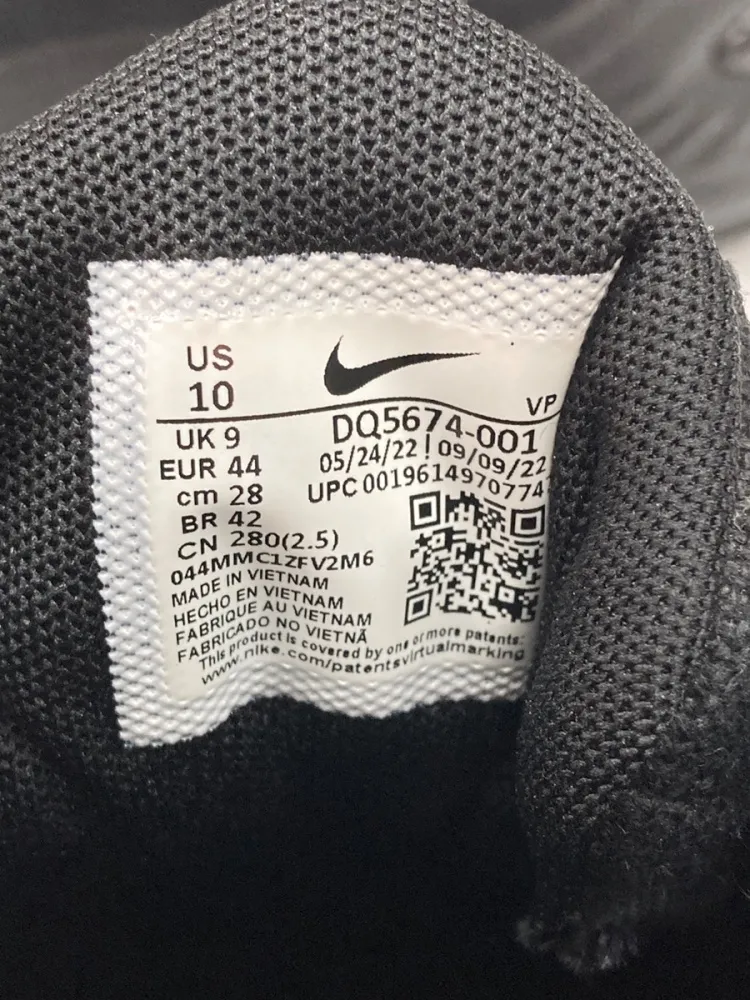 US
10
VP
UK 9
EUR 44
cm 28
BR 42
CN 280(2.5)
DQ5674-001
05/24/22 | 09/09/22
UPC 0019614970774
044MMC1ZFV2M6
MADE IN VIETNAM
HECHO EN VIETNAM
FABRIQUE AU VIETNAM
FABRICADO NO VIETNÃ
This product is covered by one or more patents:
www.nike.com/patentsvirtualmarking